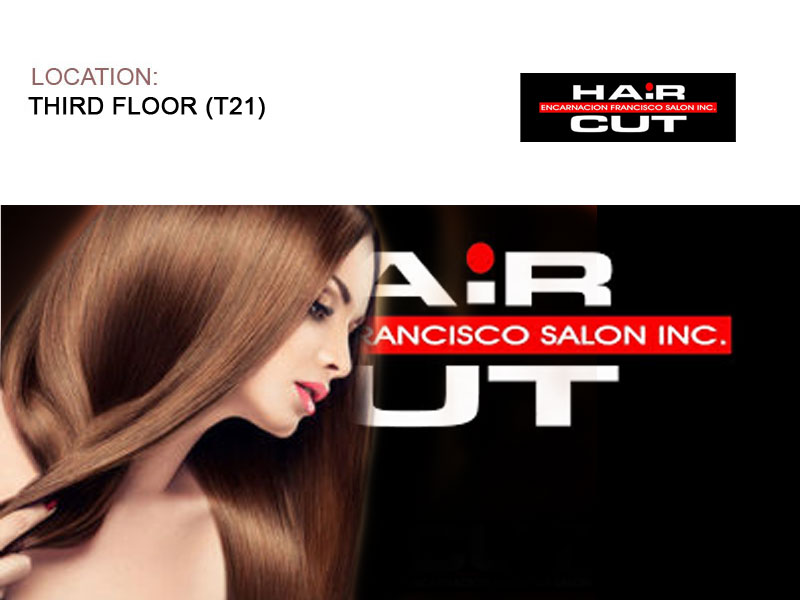 LOCATION:
THIRD FLOOR (T21)
HAiR
ENCARNACION FRANCISCO SALON INC.
CUT
AiR
RANCISCO SALON INC.
UT